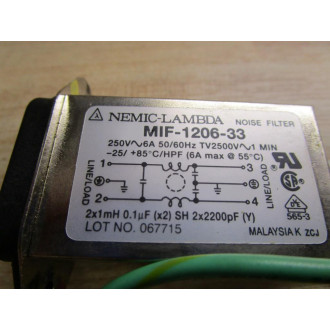 NEMIC-LAMBDA NOISE FILTER
MIF-1206-33
250V∿6A 50/60Hz TV2500V∿1 MIN
-25/ +85°C/HPF (6A max @ 55°C)
LINE/LOAD
1
3
4
2
LINE/LOAD
2x1mH 0.1µF (x2) SH 2x2200pF (Y)
565-3
LOT NO. 067715
MALAYSIA K ZCJ